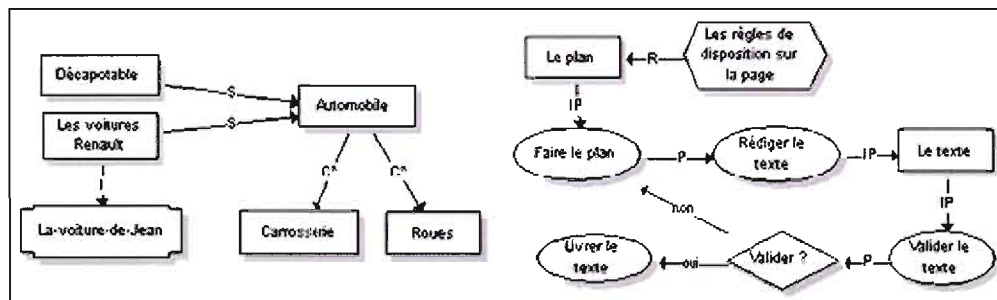 Décapotable
S
Les voitures
Renault
S
Automobile
La-voiture-de-Jean
C*
C*
Carrosserie
Roues
Le plan
R
Les règles de
disposition sur
la page
IP
Faire le plan
P
Rédiger le
texte
IP
Le texte
IP
non
Livrer le
texte
oui
Valider ?
P
Valider le
texte